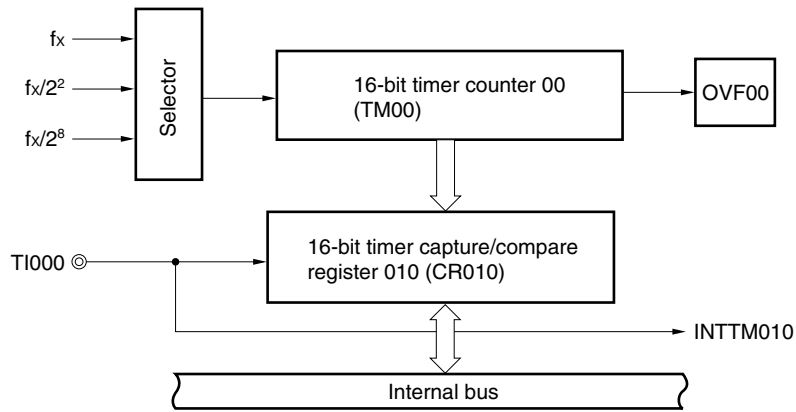 fx
fx/2²
fx/2⁸
Selector
16-bit timer counter 00
(TM00)
OVF00
16-bit timer capture/compare
register 010 (CR010)
TI000
INTTM010
Internal bus